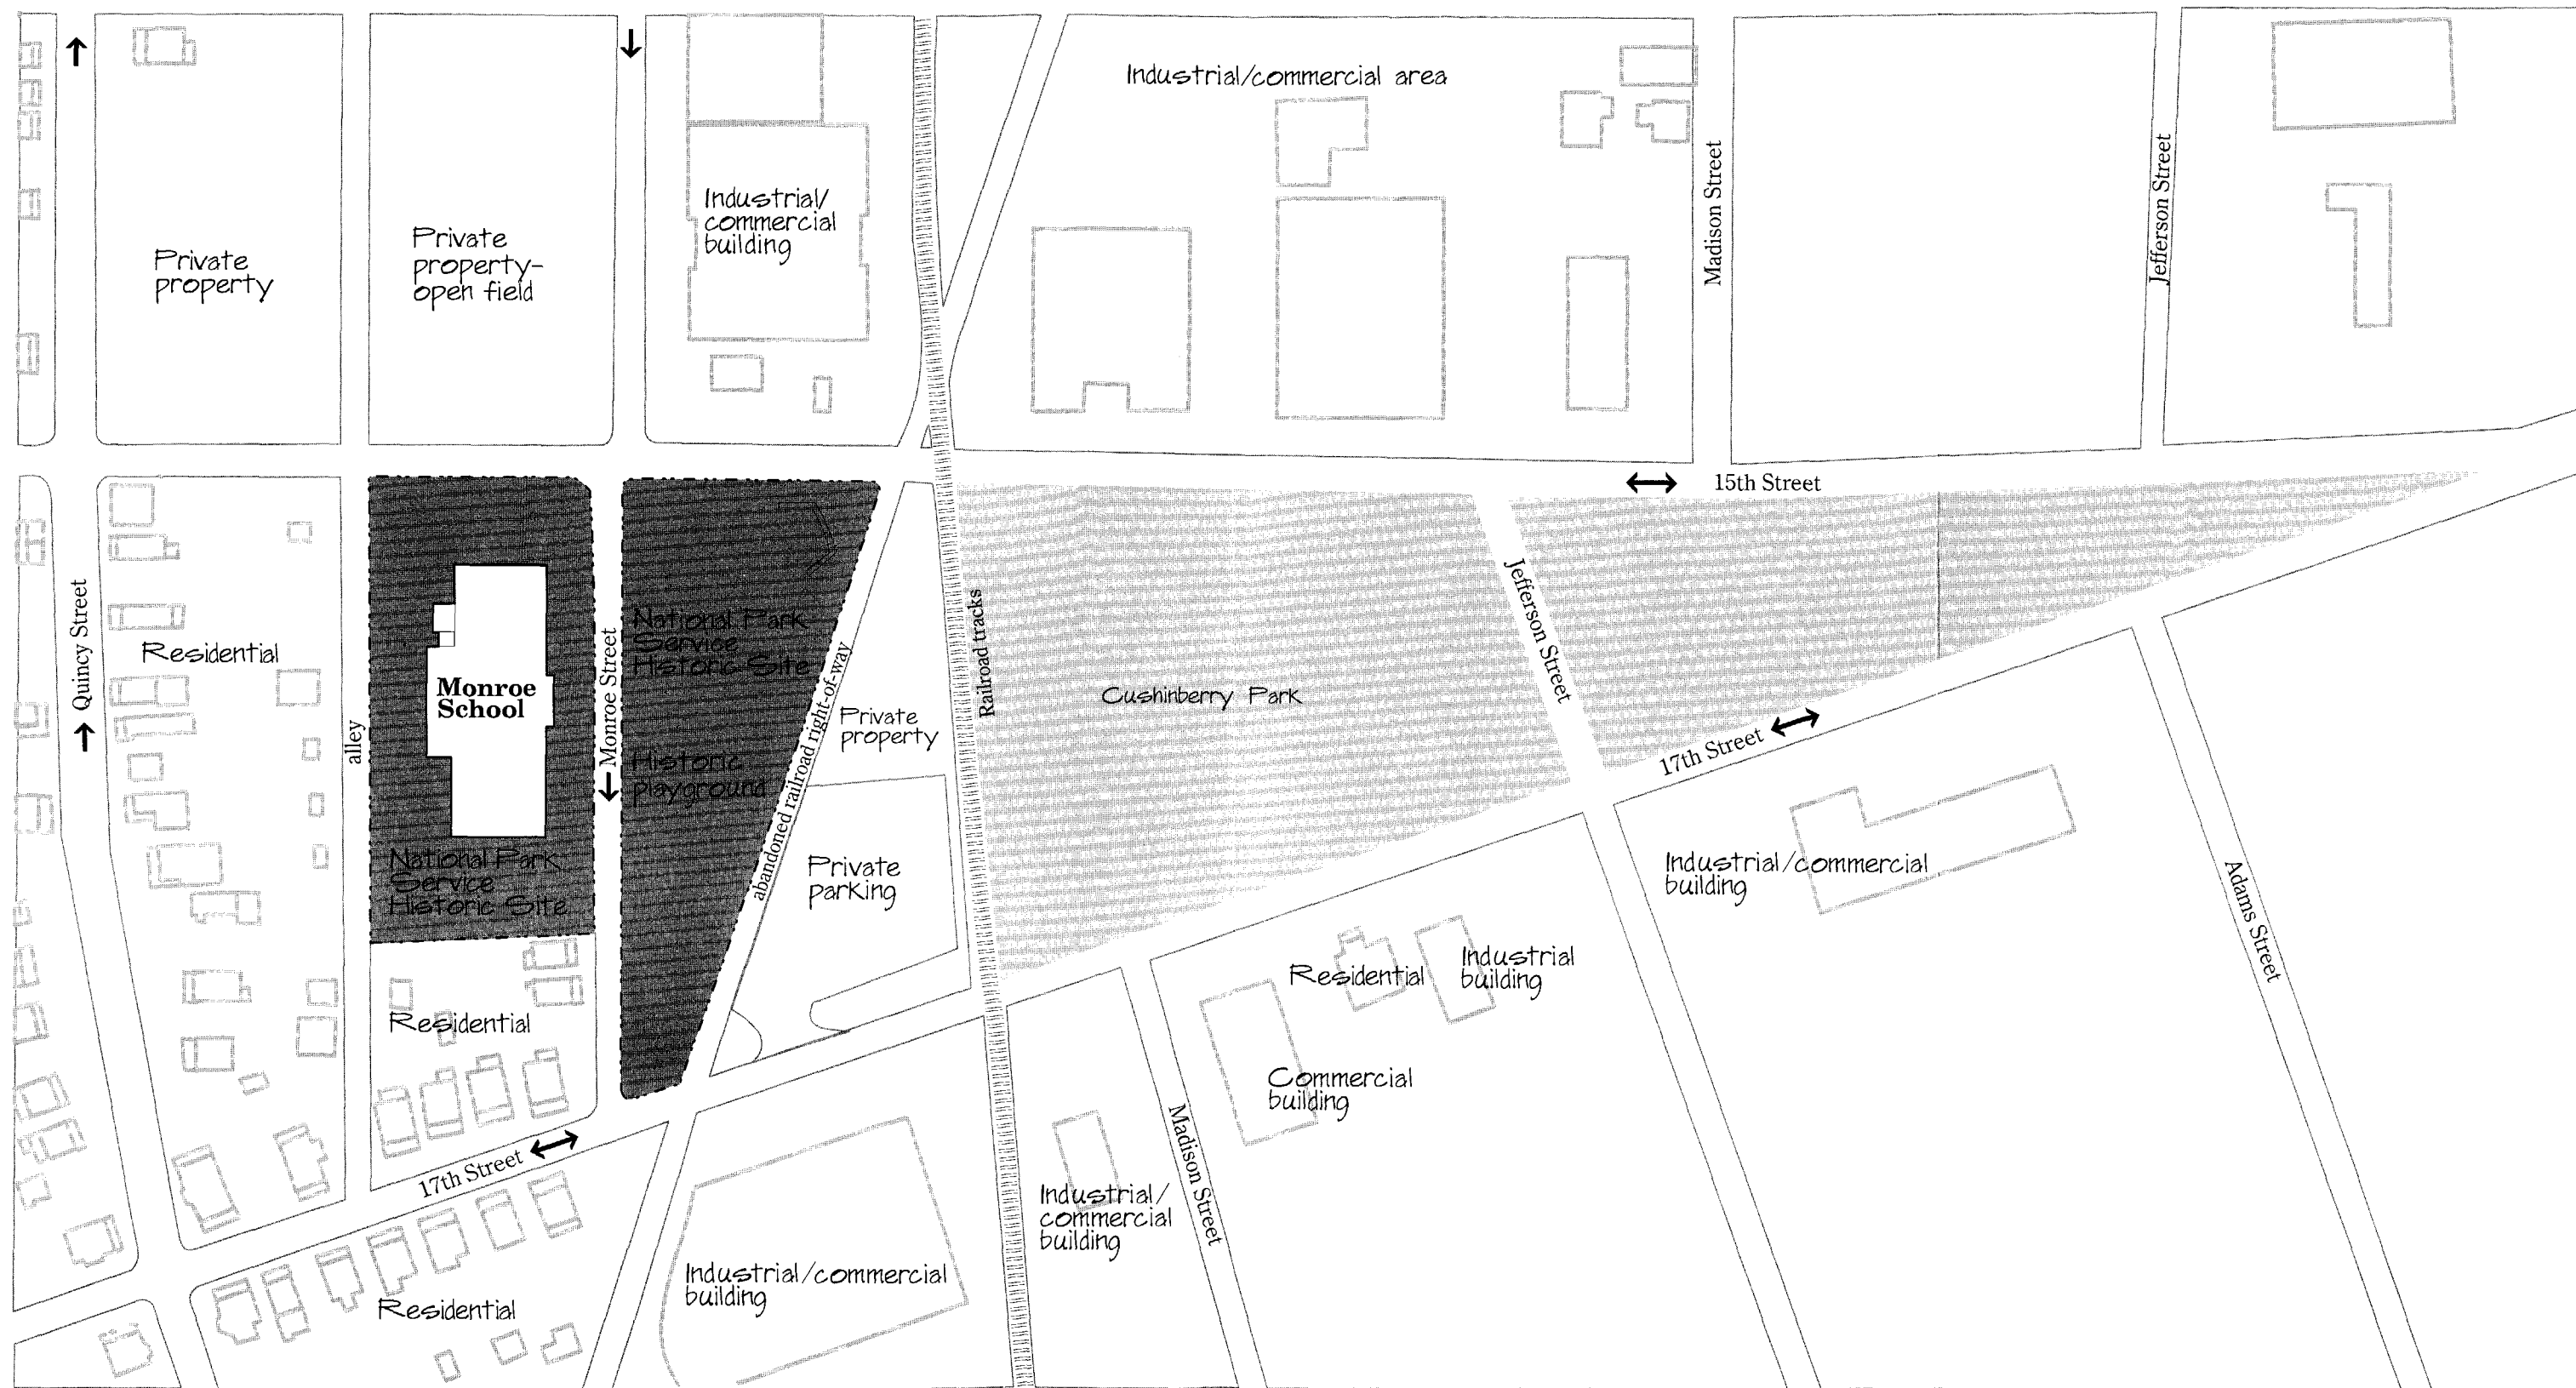 Industrial/commercial area
Industrial/
commercial
building
Private
property
Private
property-
open field
Madison Street
Jefferson Street
15th Street
Quincy Street
Residential
alley
Monroe
School
Monroe Street
National Park
Service
Historic Site
Historic
playground
National Park
Service
Historic Site
abandoned railroad right-of-way
Private
property
Private
parking
Railroad tracks
Cushinberry Park
Jefferson Street
17th Street
Industrial/commercial
building
Adams Street
Residential
Industrial
building
Commercial
building
Residential
17th Street
Madison Street
Industrial/
commercial
building
Industrial/commercial
building
Residential